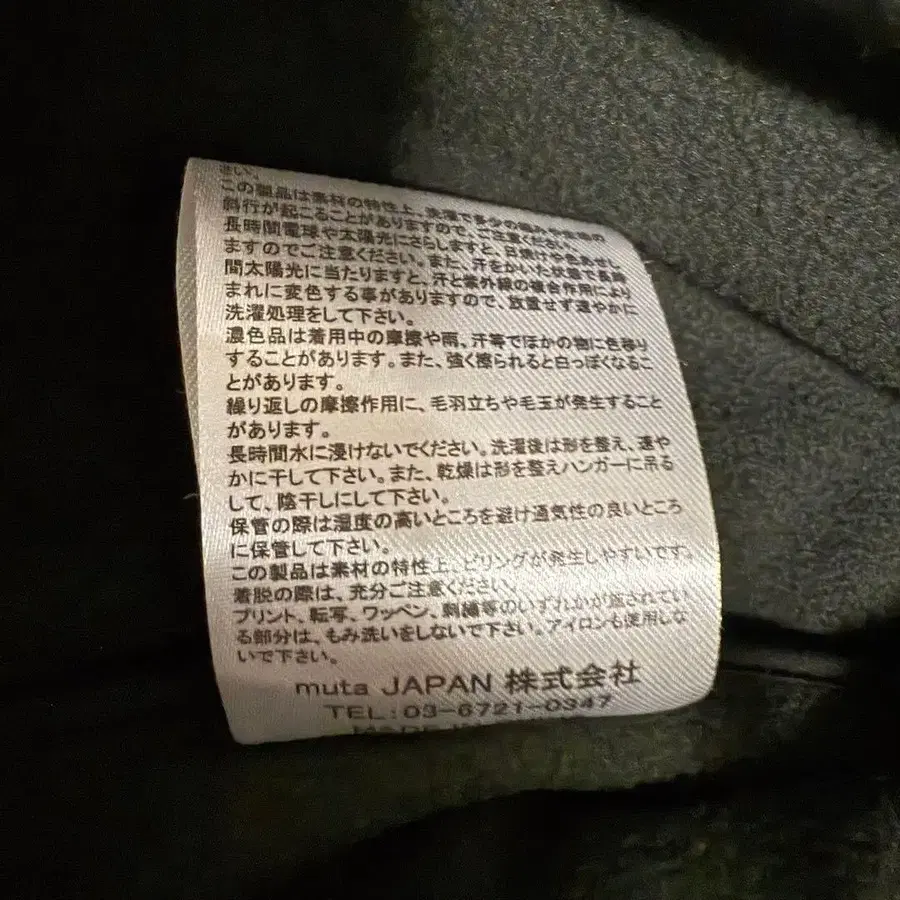 さい。
この製品は素材の特性上、洗濯で多少の
斜行が起こることがありますので、ご注意ください。
長時間電球や太陽光にさらしますと、日焼けや色あせし
ますのでご注意ください。また、汗をかいた状態で長時
間太陽光に当たりますと、汗と紫外線の複合作用により
まれに変色する事がありますので、放置せず速やかに
洗濯処理をして下さい。
濃色品は着用中の摩擦や雨、汗等でほかの物に色移り
することがあります。また、強く擦られると白っぽくなるこ
とがあります。
繰り返しの摩擦作用に、毛羽立ちや毛玉が発生すること
があります。
長時間水に浸けないでください。洗濯後は形を整え、速や
かに干して下さい。また、乾燥は形を整えハンガーに吊る
して、陰干しにして下さい。
保管の際は湿度の高いところを避け通気性の良いところ
に保管して下さい。
この製品は素材の特性上、ピリングが発生しやすいです。
着脱の際は、充分ご注意ください。
プリント、転写、ワッペン、刺繍等のいずれかが施されてい
る部分は、もみ洗いをしないで下さい。アイロンも使用しな
いで下さい。
muta JAPAN 株式会社
TEL:03-6721-0347
MADE IN